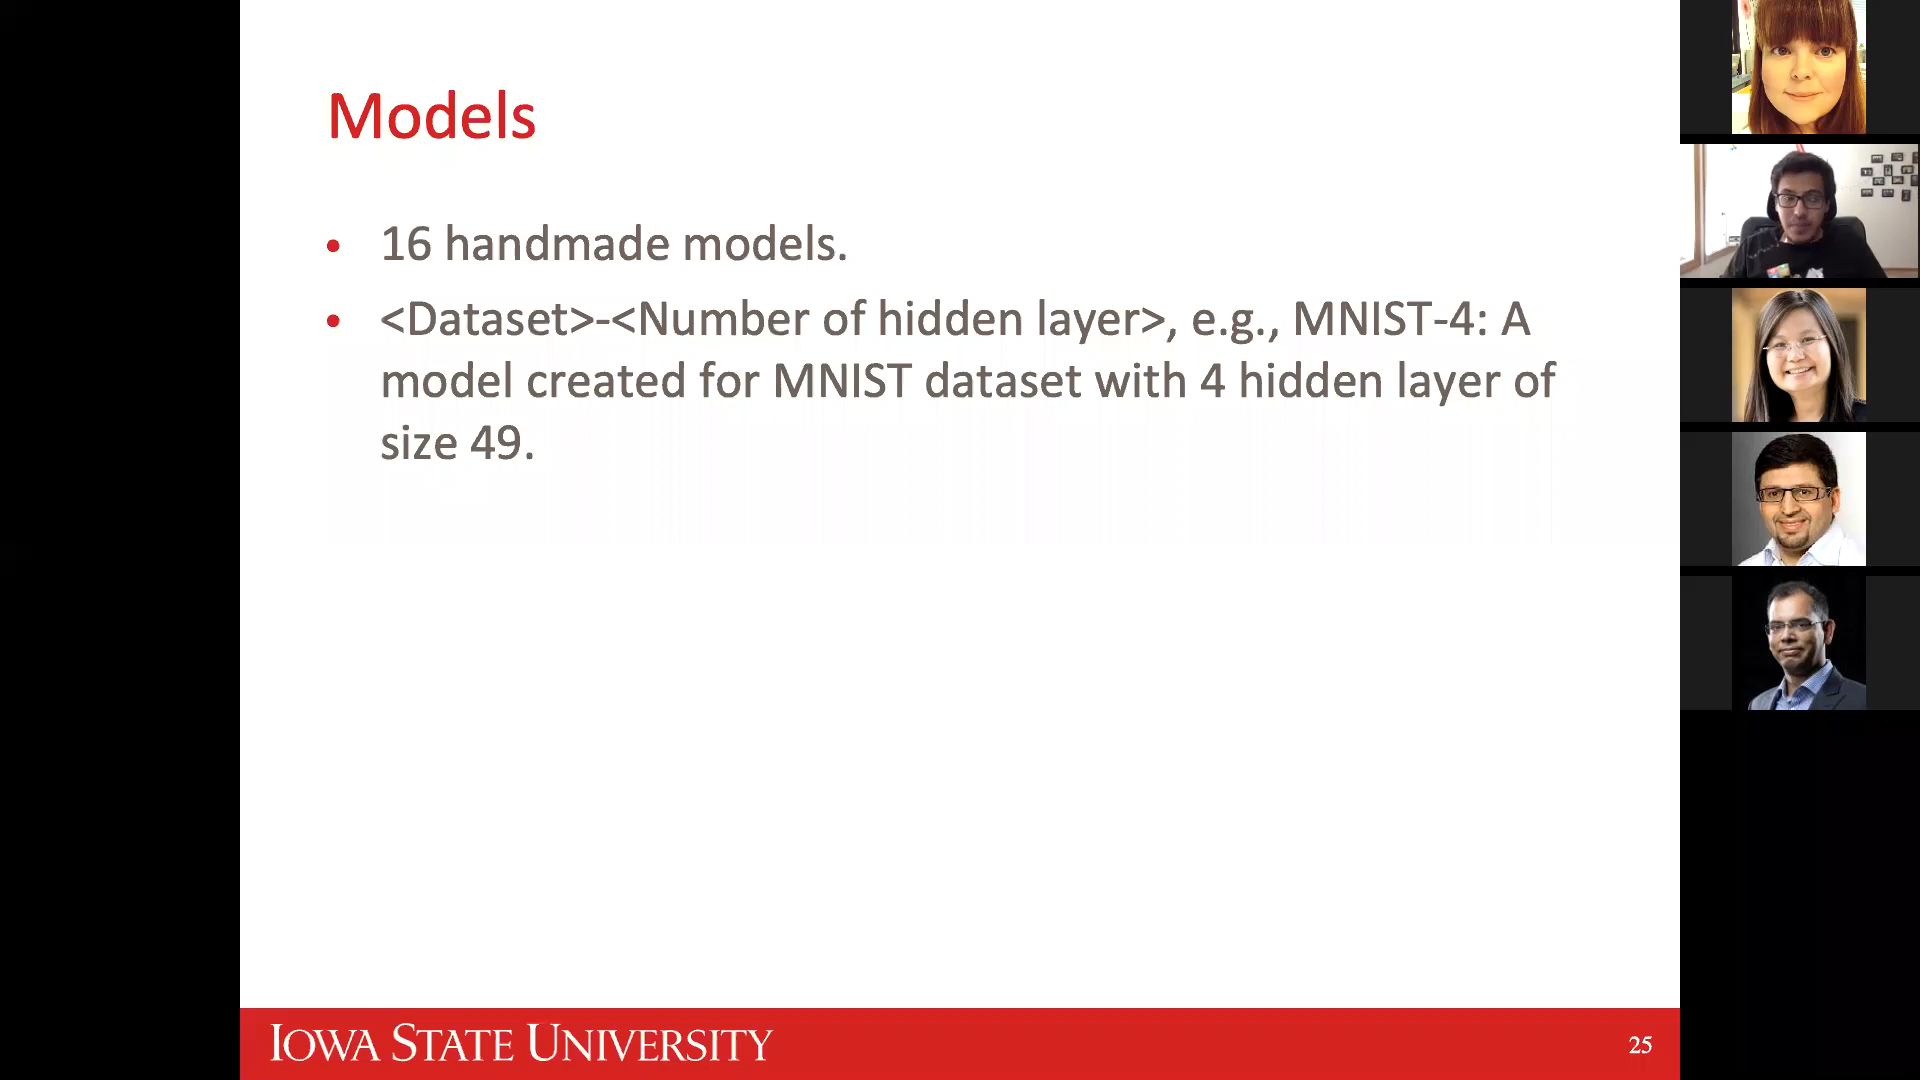 Models
• 16 handmade models.
• <Dataset>-<Number of hidden layer>, e.g., MNIST-4: A
model created for MNIST dataset with 4 hidden layer of
size 49.
IOWA STATE UNIVERSITY
25